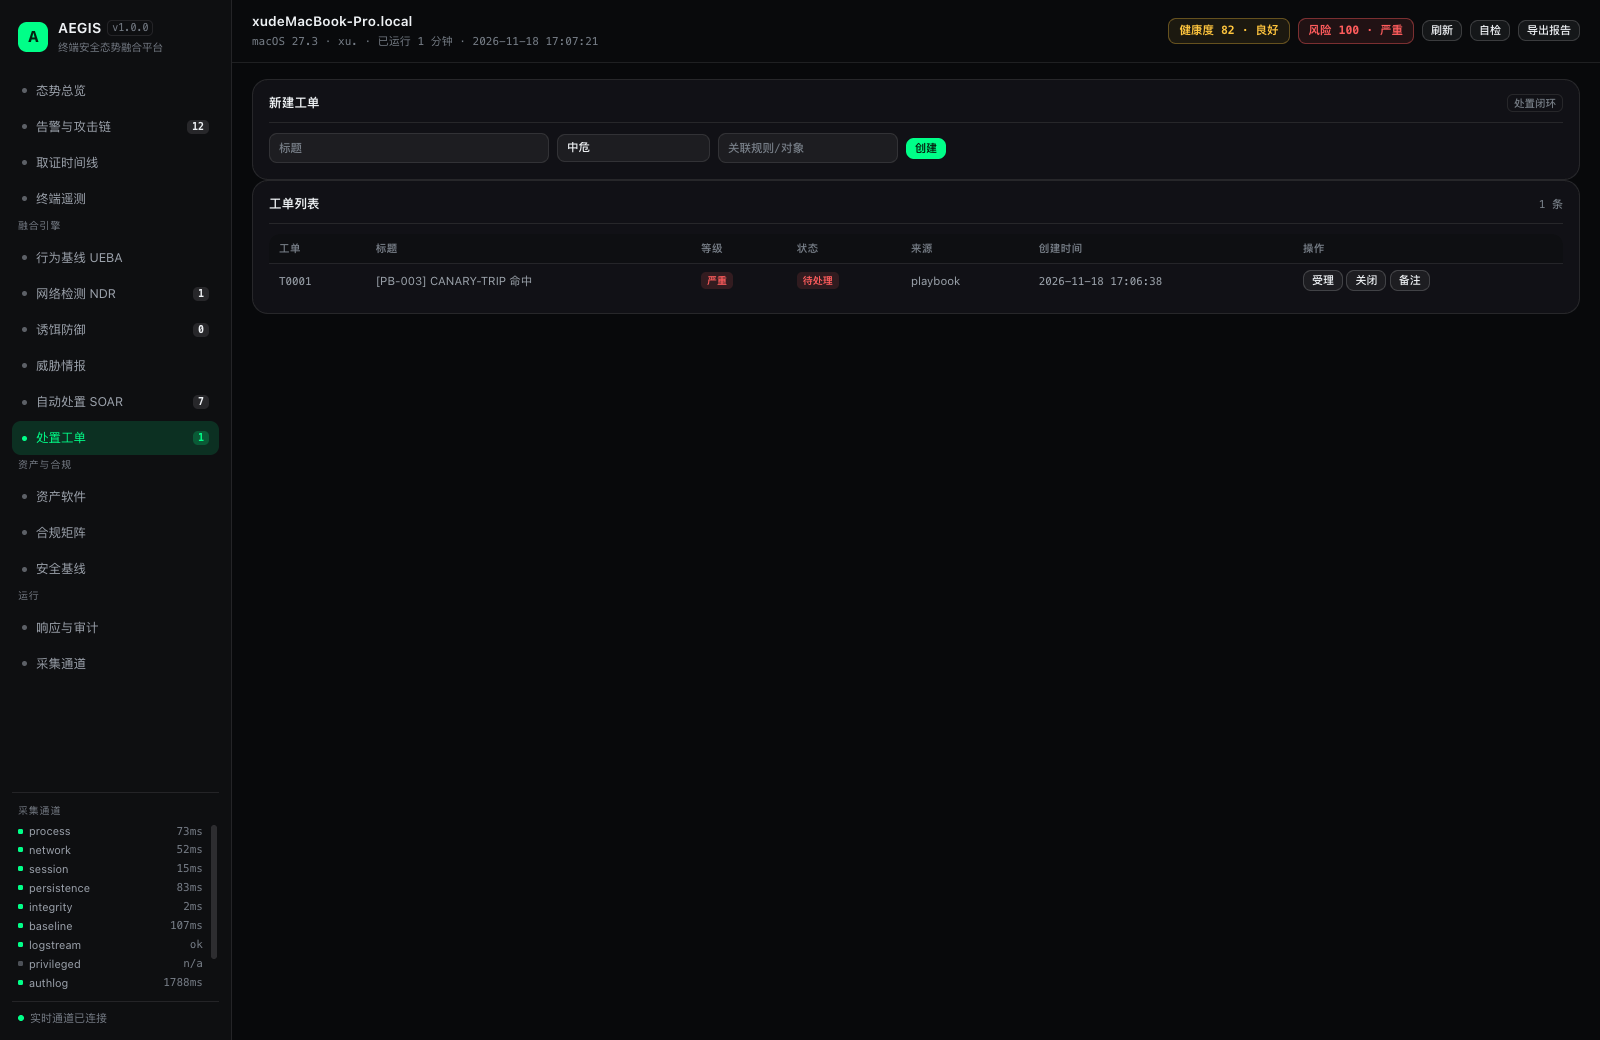 A
AEGIS v1.0.0
终端安全态势融合平台
态势总览
告警与攻击链 12
取证时间线
终端遥测
融合引擎
行为基线 UEBA
网络检测 NDR 1
诱饵防御 0
威胁情报
自动处置 SOAR 7
处置工单 1
资产与合规
资产软件
合规矩阵
安全基线
运行
响应与审计
采集通道
采集通道
process 73ms
network 52ms
session 15ms
persistence 83ms
integrity 2ms
baseline 107ms
logstream ok
privileged n/a
authlog 1788ms
实时通道已连接
xudeMacBook-Pro.local
macOS 27.3 · xu. · 已运行 1 分钟 · 2026-11-18 17:07:21
健康度 82 · 良好 风险 100 · 严重 刷新 自检 导出报告
新建工单 处置闭环
标题 中危 关联规则/对象 创建
工单列表 1 条
工单 标题 等级 状态 来源 创建时间 操作
T0001 [PB-003] CANARY-TRIP 命中 严重 待处理 playbook 2026-11-18 17:06:38 受理 关闭 备注